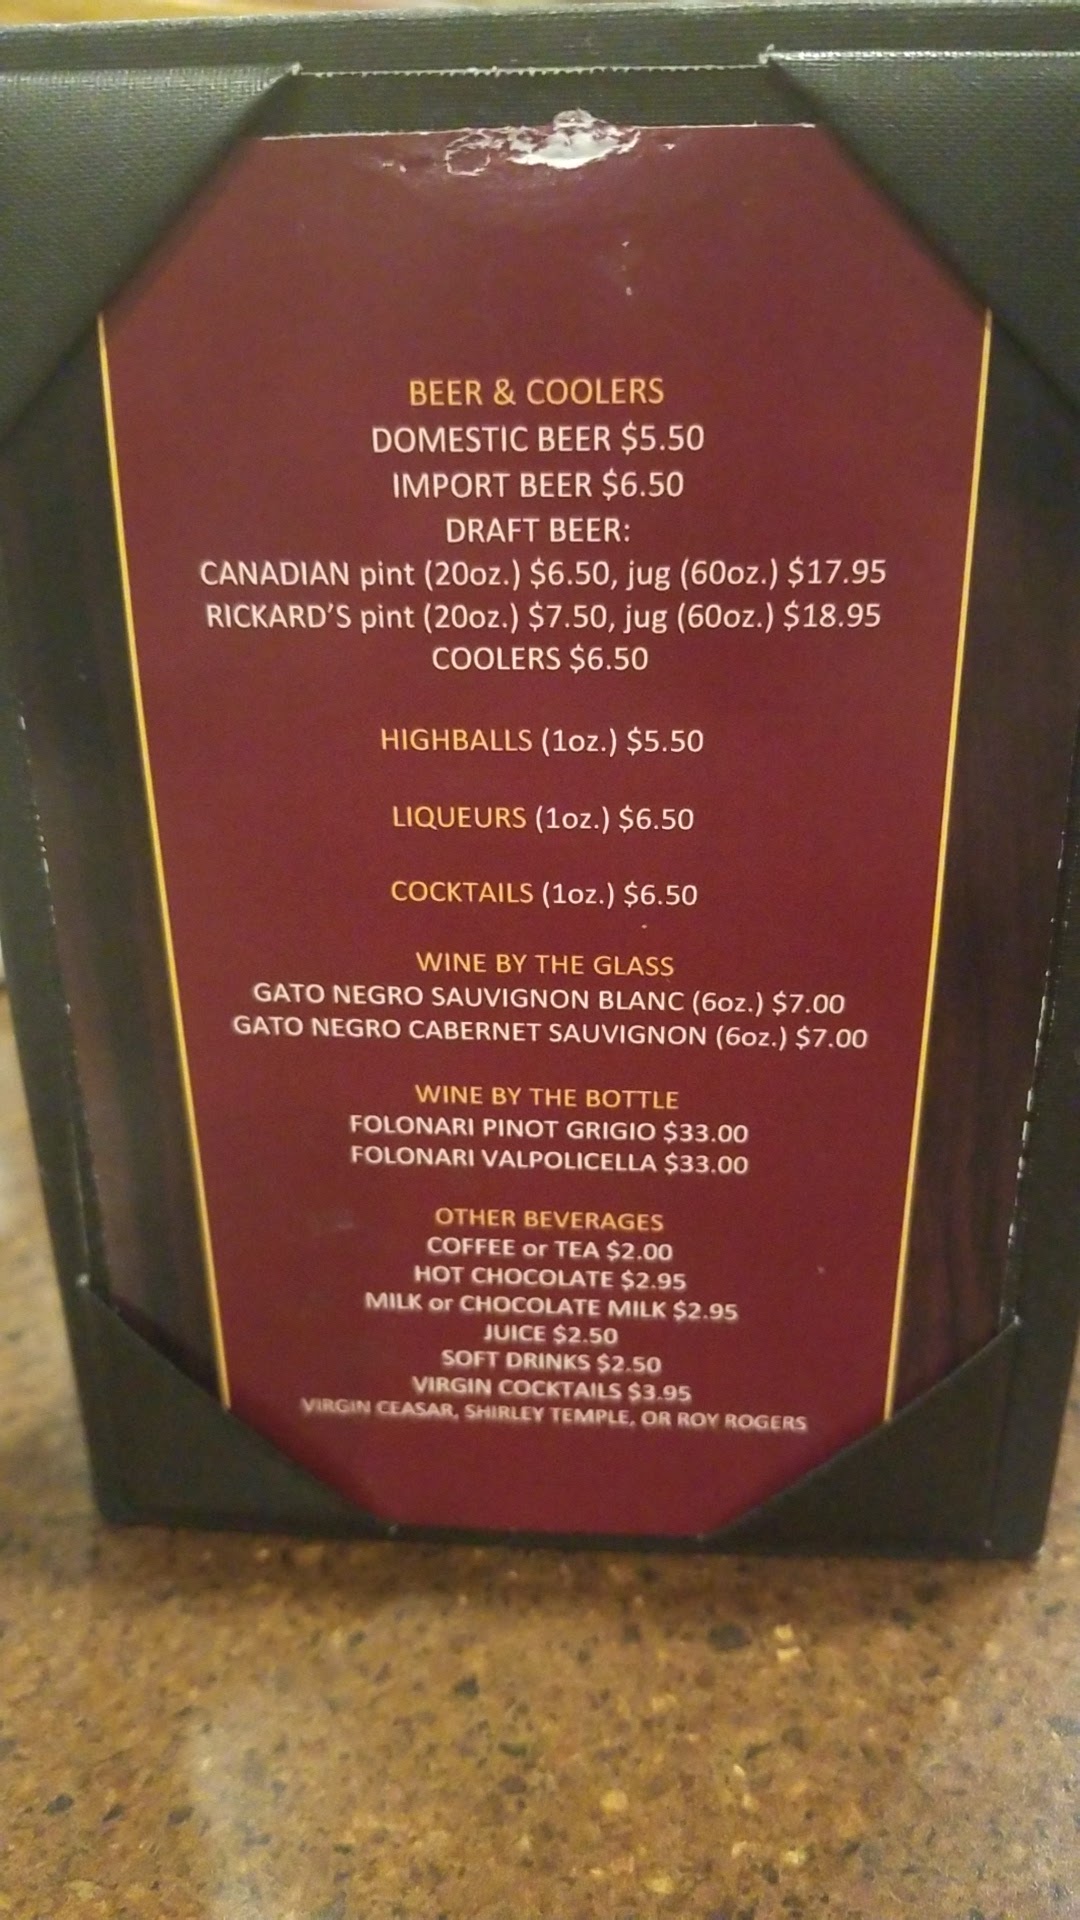 BEER & COOLERS
DOMESTIC BEER $5.50
IMPORT BEER $6.50
DRAFT BEER:
CANADIAN pint (20oz.) $6.50, jug (60oz.) $17.95
RICKARD'S pint (20oz.) $7.50, jug (60oz.) $18.95
COOLERS $6.50
HIGHBALLS (1oz.) $5.50
LIQUEURS (1oz.) $6.50
COCKTAILS (1oz.) $6.50
WINE BY THE GLASS
GATO NEGRO SAUVIGNON BLANC (6oz.) $7.00
GATO NEGRO CABERNET SAUVIGNON (6oz.) $7.00
WINE BY THE BOTTLE
FOLONARI PINOT GRIGIO $33.00
FOLONARI VALPOLICELLA $33.00
OTHER BEVERAGES
COFFEE or TEA $2.00
HOT CHOCOLATE $2.95
MILK or CHOCOLATE MILK $2.95
JUICE $2.50
SOFT DRINKS $2.50
VIRGIN COCKTAILS $3.95
VIRGIN CEASAR, SHIRLEY TEMPLE, OR ROY ROGERS